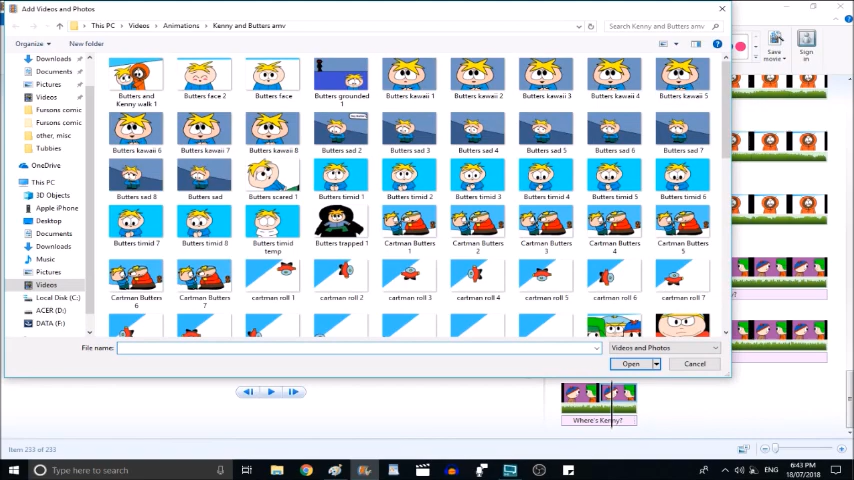 Add Videos and Photos
This PC > Videos > Animations > Kenny and Butters amv
Search Kenny and Butters amv
Organize
New folder
Save movie
Sign in
Downloads
Documents
Pictures
Videos
Fursons comic
Fursons comic
other, misc
Tubbies
OneDrive
This PC
3D Objects
Apple iPhone
Desktop
Documents
Downloads
Music
Pictures
Videos
Local Disk (C:)
ACER (D:)
DATA (F:)
Butters and Kenny walk 1
Butters face 2
Butters face
Butters grounded 1
Butters kawaii 1
Butters kawaii 2
Butters kawaii 3
Butters kawaii 4
Butters kawaii 5
Butters kawaii 6
Butters kawaii 7
Butters kawaii 8
Butters sad 2
Butters sad 3
Butters sad 4
Butters sad 5
Butters sad 6
Butters sad 7
Butters sad 8
Butters sad
Butters scared 1
Butters timid 1
Butters timid 2
Butters timid 3
Butters timid 4
Butters timid 5
Butters timid 6
Butters timid 7
Butters timid 8
Butters timid temp
Butters trapped 1
Cartman Butters 1
Cartman Butters 2
Cartman Butters 3
Cartman Butters 4
Cartman Butters 5
Cartman Butters 6
Cartman Butters 7
cartman roll 1
cartman roll 2
cartman roll 3
cartman roll 4
cartman roll 5
cartman roll 6
cartman roll 7
File name:
Videos and Photos
Open
Cancel
Where's Kenny?
Item 233 of 233
Type here to search
ENG
6:43 PM
18/07/2018